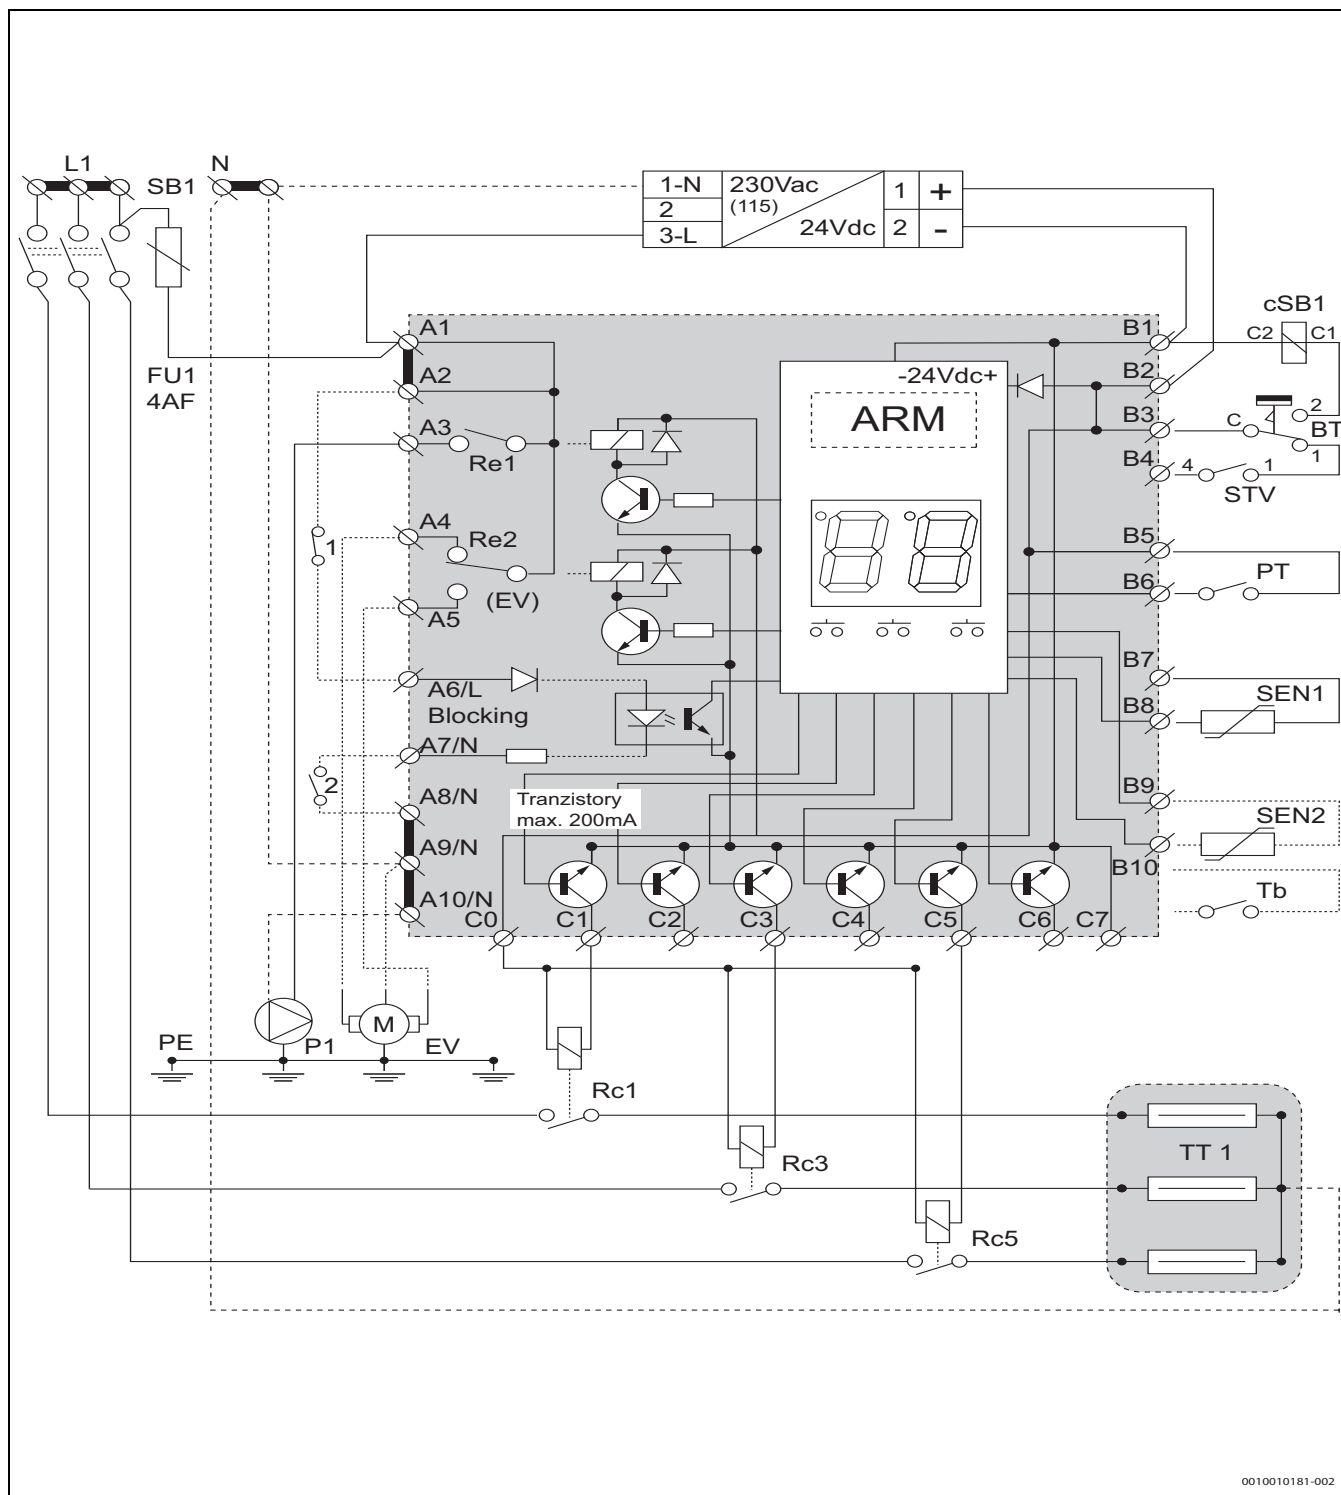 L1
SB1
N
1-N
2
3-L
230Vac
(115)
24Vdc
1
+
2
-
FU1
4AF
A1
A2
A3
Re1
A4
Re2
(EV)
A5
1
A6/L
Blocking
A7/N
2
A8/N
A9/N
A10/N
-24Vdc+
ARM
Tranzistory
max. 200mA
B1
B2
B3
B4
B5
B6
B7
B8
B9
B10
cSB1
C2
C1
C
2
BT
1
4
1
STV
PT
SEN1
SEN2
Tb
C0
C1
C2
C3
C4
C5
C6
C7
PE
P1
M
EV
Rc1
Rc3
Rc5
TT 1
0010010181-002